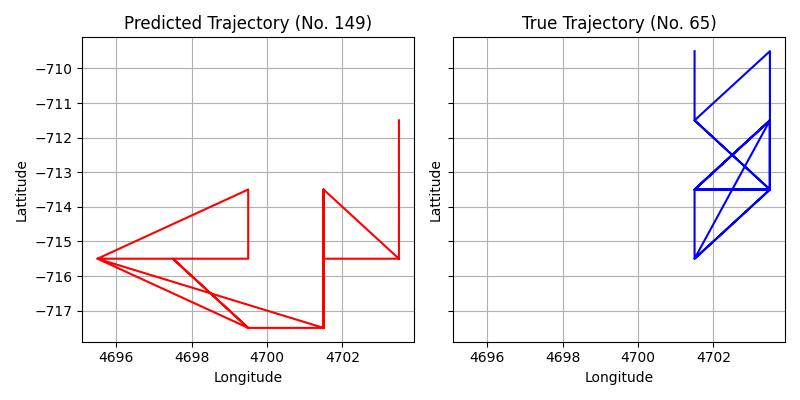 Predicted Trajectory (No. 149)
−710
−711
−712
−713
−714
−715
−716
−717
Lattitude
4696
4698
4700
4702
Longitude
True Trajectory (No. 65)
Lattitude
4696
4698
4700
4702
Longitude